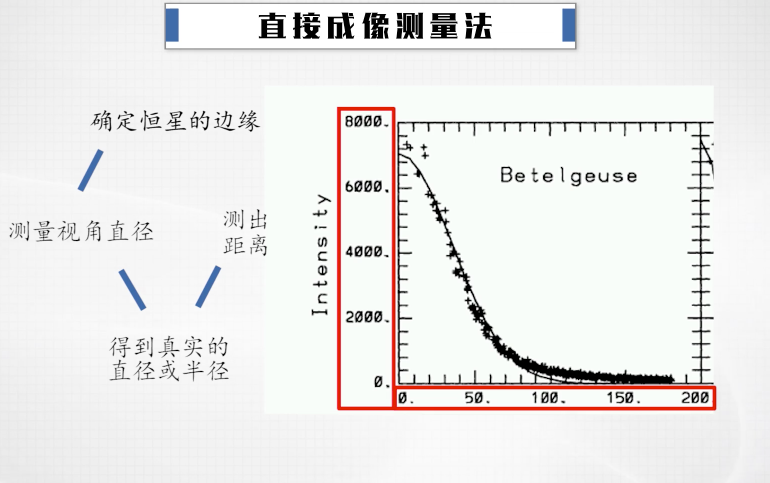 直接成像测量法
确定恒星的边缘
测量视角直径
测出
距离
得到真实的
直径或半径
Intensity
8000.
6000.
4000.
2000.
0.
Betelgeuse
0. 50. 100. 150. 200